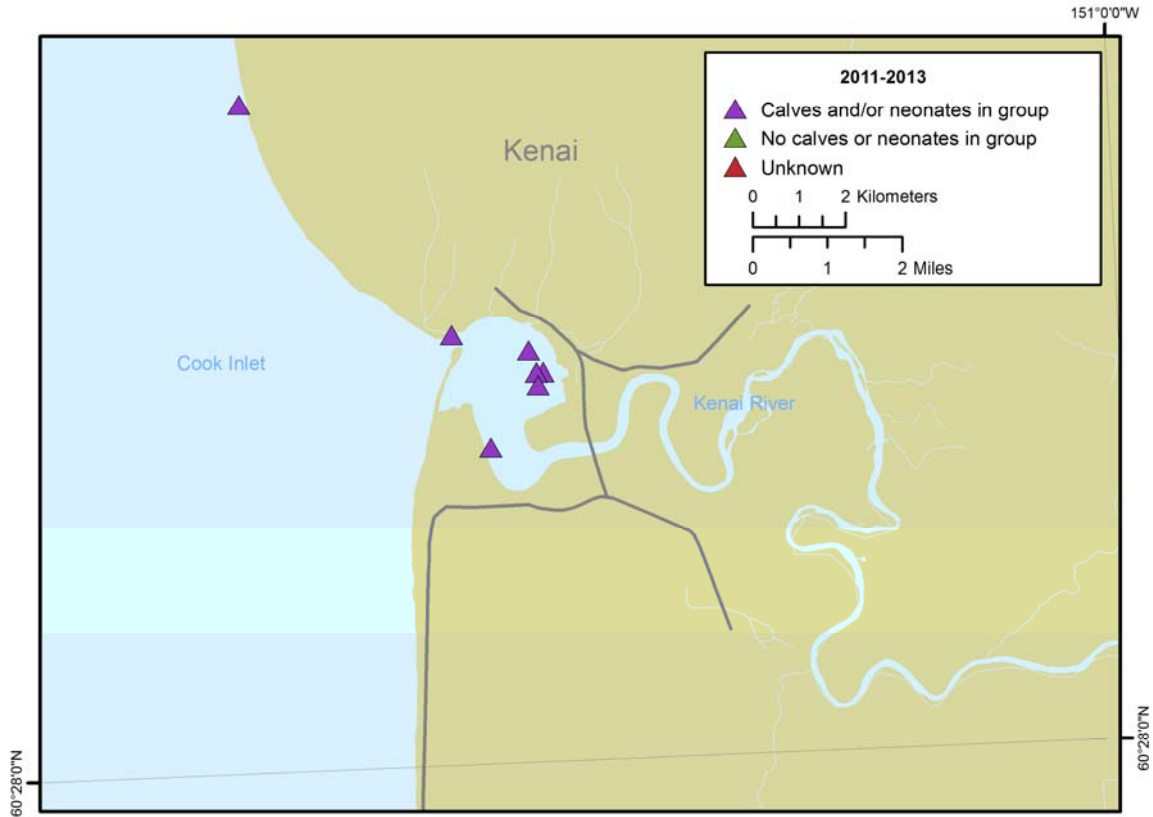 151°0'0"W
2011-2013
Calves and/or neonates in group
No calves or neonates in group
Unknown
0 1 2 Kilometers
0 1 2 Miles
Kenai
Cook Inlet
Kenai River
60°28'0"N
60°28'0"N